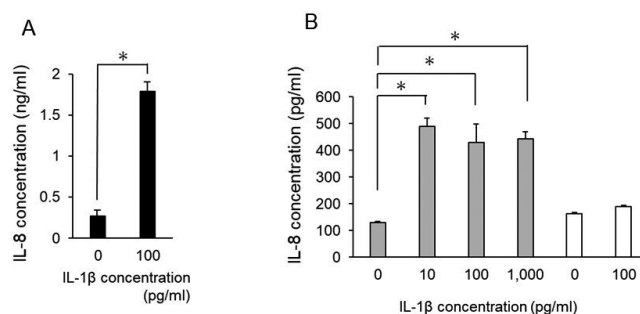 A
*
IL-8 concentration (ng/ml)
2
1.5
1
0.5
0
0 100
IL-1β concentration
(pg/ml)
B
*
*
*
IL-8 concentration (pg/ml)
600
500
400
300
200
100
0
0 10 100 1,000 0 100
IL-1β concentration (pg/ml)